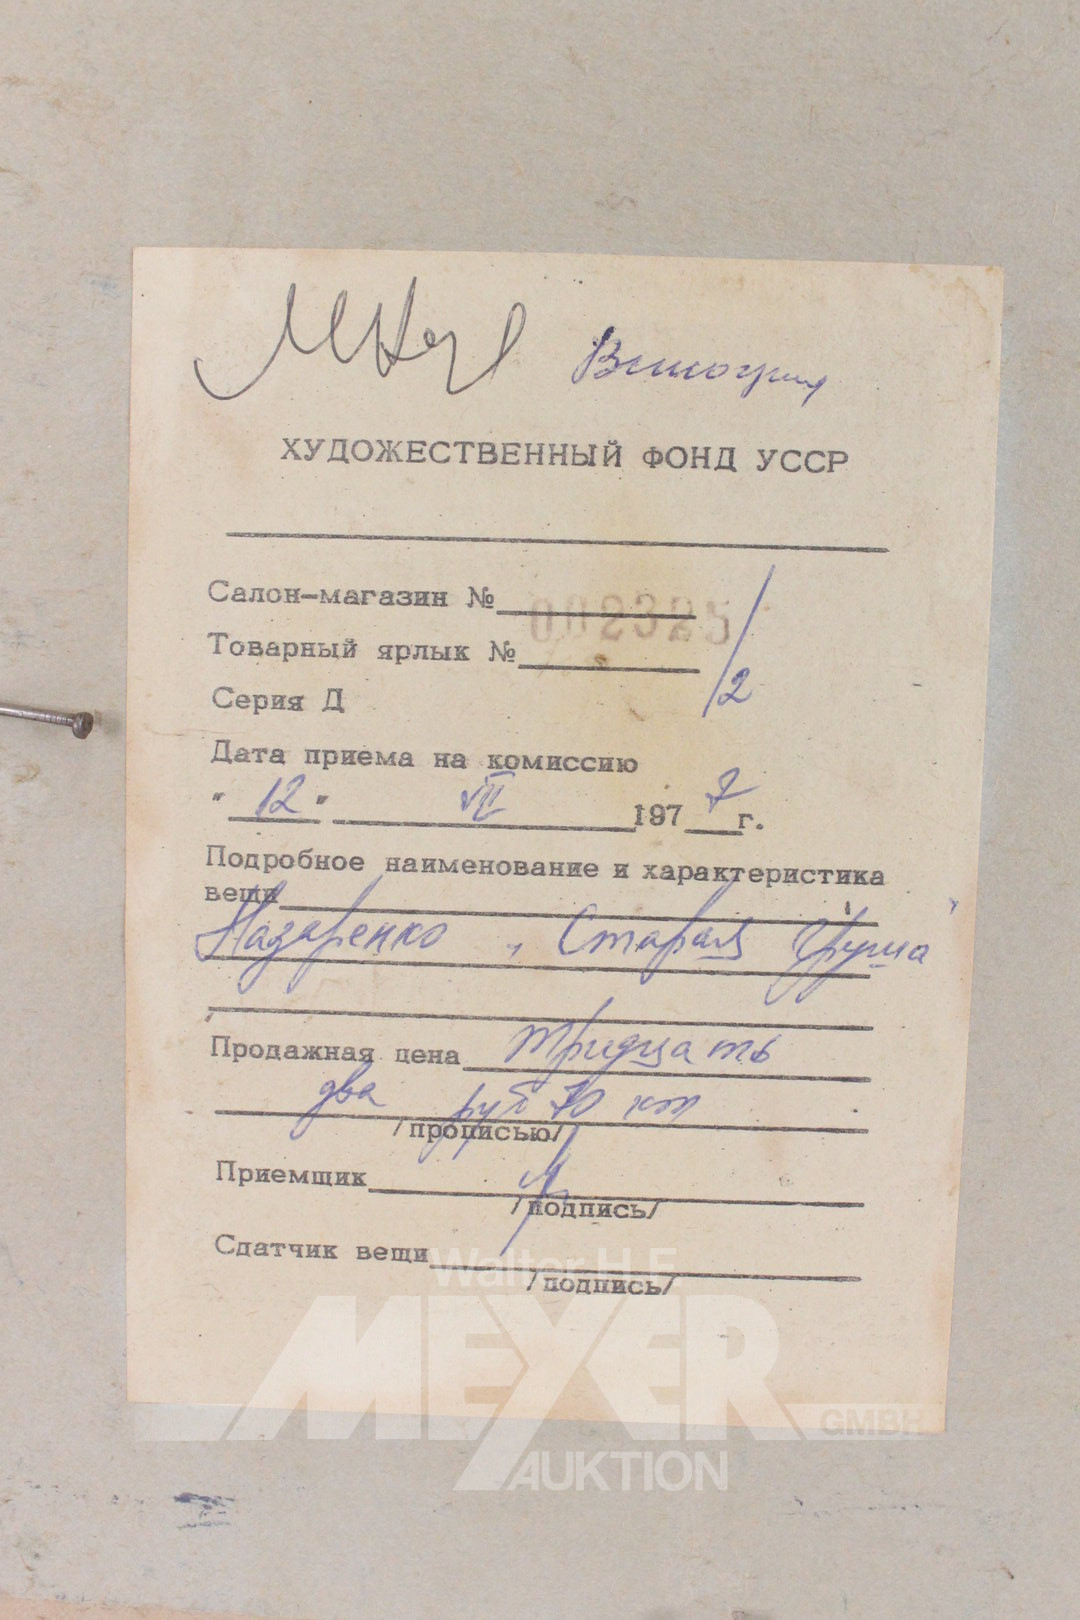 ХУДОЖЕСТВЕННЫЙ ФОНД УССР
Салон-магазин №
002325 /2
Товарный ярлык №
Серия Д
Дата приема на комиссию
"12" VII 1977 г.
Подробное наименование и характеристика
вещи
Назаренко "Старая груша"
Продажная цена тридцать
два руб 70 коп
/прописью/
Приемщик
/подпись/
Сдатчик вещи
/подпись/
Walter H.F.
MEYER
GMBH
AUKTION